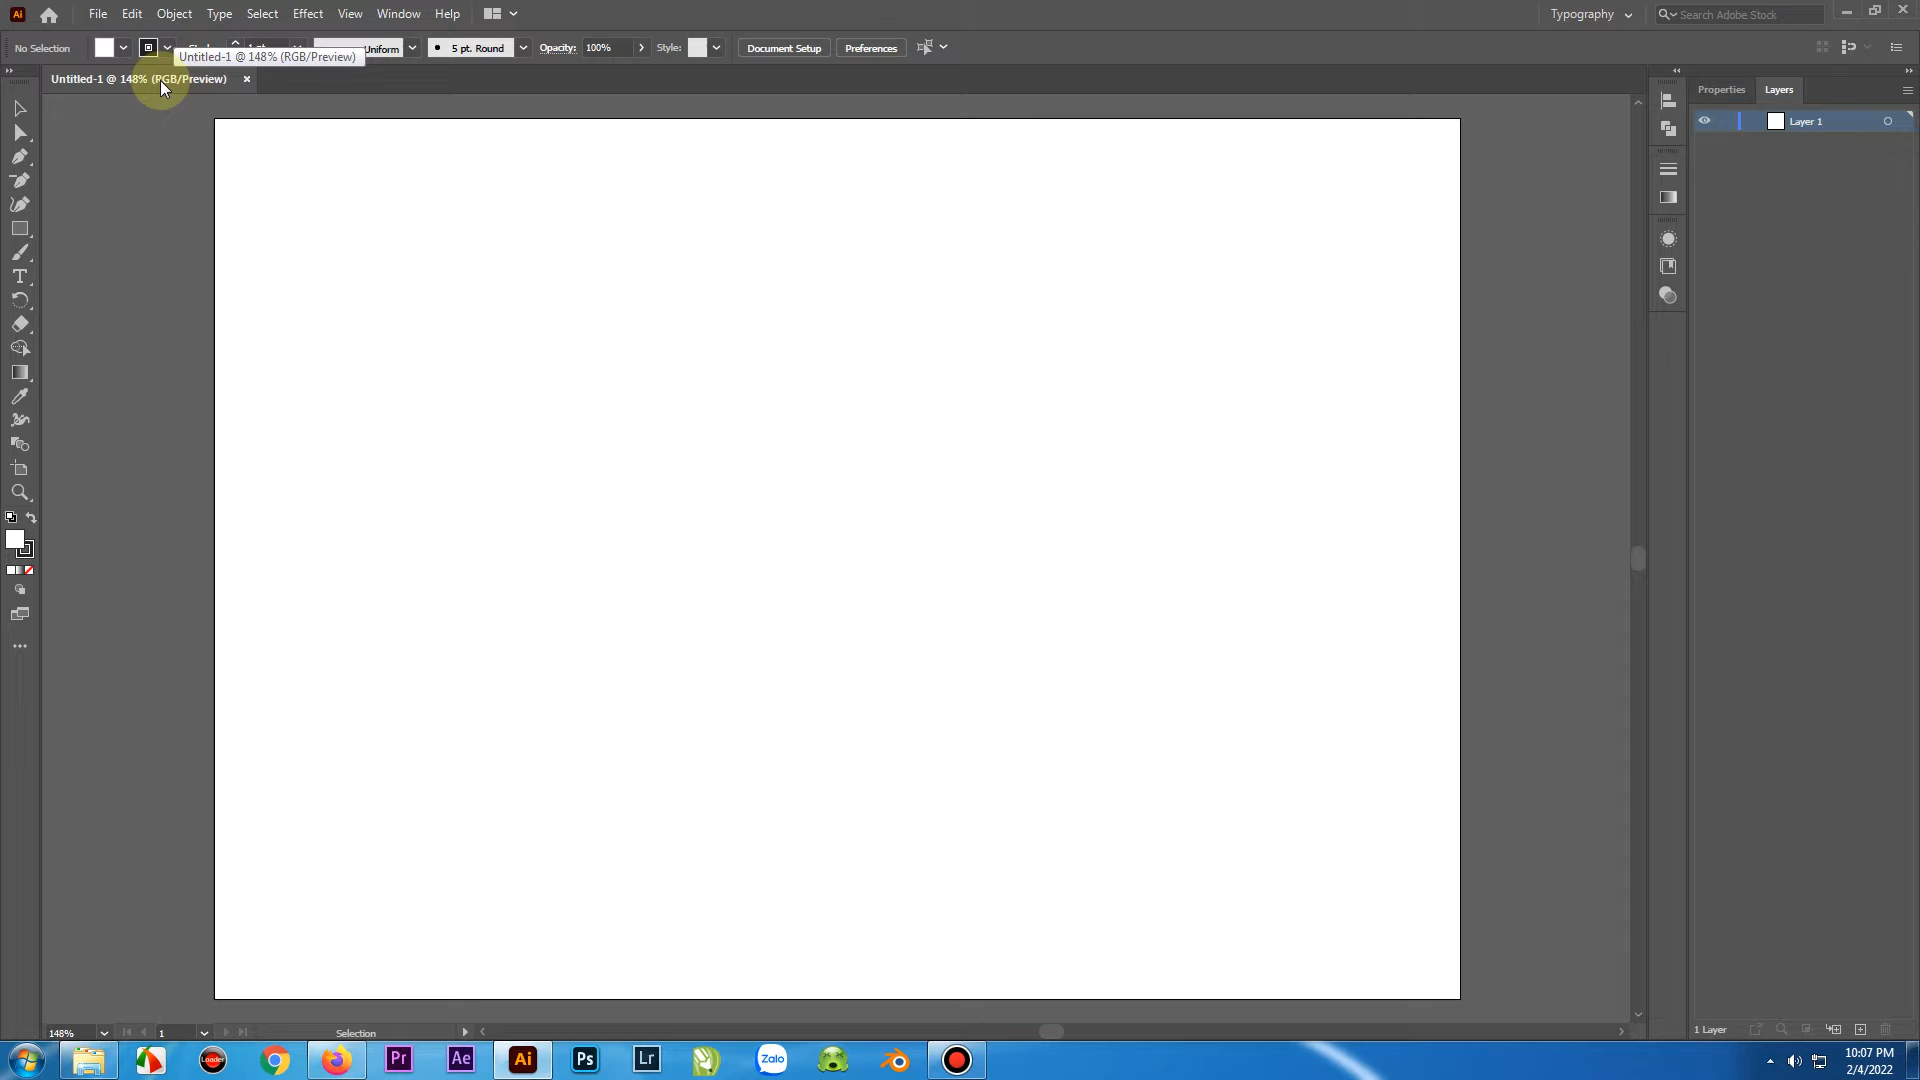 Ai File Edit Object Type Select Effect View Window Help Typography Search Adobe Stock
No Selection Uniform 5 pt. Round Opacity: 100% Style: Document Setup Preferences
Untitled-1 @ 148% (RGB/Preview)
Untitled-1 @ 148% (RGB/Preview) ×
Properties Layers
Layer 1
T
148% 1 Selection
1 Layer
Loader Pr Ae Ai Ps Lr Zalo
10:07 PM
2/4/2022